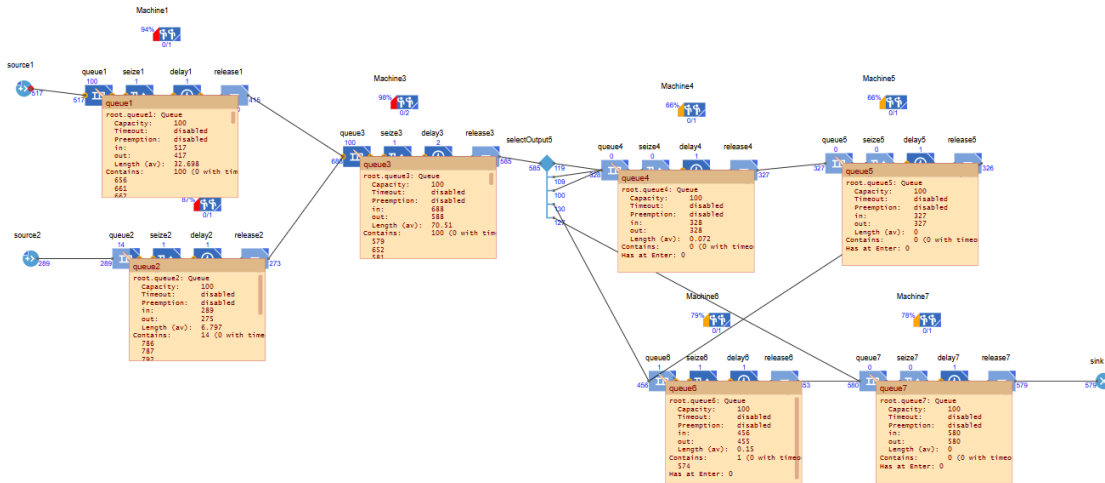 Machine1
94%
0/1
source1
517
queue1 seize1 delay1 release1
100 1 1
517 415
queue1
root.queue1: Queue
Capacity: 100
Timeout: disabled
Preemption: disabled
in: 517
out: 417
Length (av): 32.698
Contains: 100 (0 with time
656
661
87%
0/1
source2
289
queue2 seize2 delay2 release2
14 1 1
289 273
queue2
root.queue2: Queue
Capacity: 100
Timeout: disabled
Preemption: disabled
in: 289
out: 275
Length (av): 6.797
Contains: 14 (0 with time
786
787
Machine3
98%
0/2
queue3 seize3 delay3 release3
100 1 2
585
queue3
root.queue3: Queue
Capacity: 100
Timeout: disabled
Preemption: disabled
in: 688
out: 588
Length (av): 70.51
Contains: 100 (0 with time
579
652
selectOutput5
585
119
109
100
130
127
Machine4
66%
0/1
queue4 seize4 delay4 release4
0 0 1
328 327
queue4
root.queue4: Queue
Capacity: 100
Timeout: disabled
Preemption: disabled
in: 328
out: 328
Length (av): 0.072
Contains: 0 (0 with timeo
Has at Enter: 0
Machine5
66%
0/1
queue5 seize5 delay5 release5
0 0 1
327 326
queue5
root.queue5: Queue
Capacity: 100
Timeout: disabled
Preemption: disabled
in: 327
out: 327
Length (av): 0
Contains: 0 (0 with timeo
Has at Enter: 0
Machine6
79%
0/1
queue6 seize6 delay6 release6
1 1 1
456
queue6
root.queue6: Queue
Capacity: 100
Timeout: disabled
Preemption: disabled
in: 456
out: 455
Length (av): 0.15
Contains: 1 (0 with timeo
574
Has at Enter: 0
Machine7
78%
0/1
queue7 seize7 delay7 release7
0 0 1
580 579
queue7
root.queue7: Queue
Capacity: 100
Timeout: disabled
Preemption: disabled
in: 580
out: 580
Length (av): 0
Contains: 0 (0 with timeo
Has at Enter: 0
sink
579